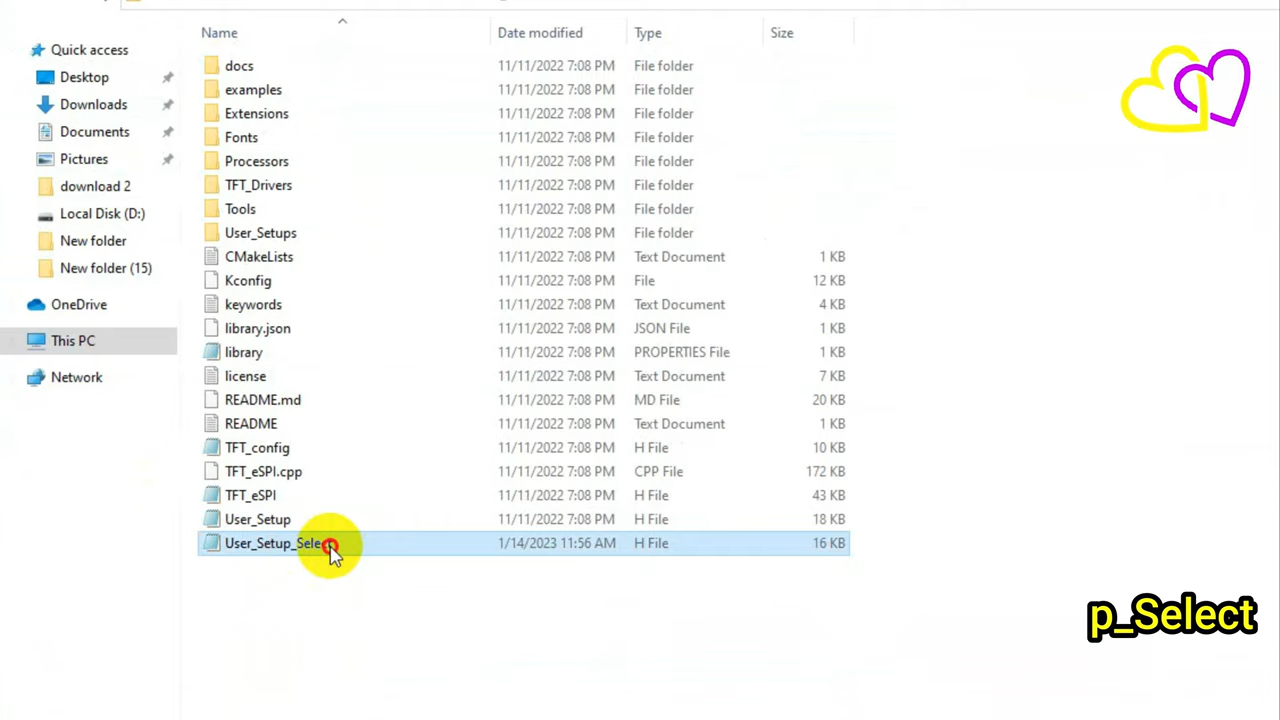 Name Date modified Type Size
Quick access
Desktop
Downloads
Documents
Pictures
download 2
Local Disk (D:)
New folder
New folder (15)
OneDrive
This PC
Network
docs 11/11/2022 7:08 PM File folder
examples 11/11/2022 7:08 PM File folder
Extensions 11/11/2022 7:08 PM File folder
Fonts 11/11/2022 7:08 PM File folder
Processors 11/11/2022 7:08 PM File folder
TFT_Drivers 11/11/2022 7:08 PM File folder
Tools 11/11/2022 7:08 PM File folder
User_Setups 11/11/2022 7:08 PM File folder
CMakeLists 11/11/2022 7:08 PM Text Document 1 KB
Kconfig 11/11/2022 7:08 PM File 12 KB
keywords 11/11/2022 7:08 PM Text Document 4 KB
library.json 11/11/2022 7:08 PM JSON File 1 KB
library 11/11/2022 7:08 PM PROPERTIES File 1 KB
license 11/11/2022 7:08 PM Text Document 7 KB
README.md 11/11/2022 7:08 PM MD File 20 KB
README 11/11/2022 7:08 PM Text Document 1 KB
TFT_config 11/11/2022 7:08 PM H File 10 KB
TFT_eSPI.cpp 11/11/2022 7:08 PM CPP File 172 KB
TFT_eSPI 11/11/2022 7:08 PM H File 43 KB
User_Setup 11/11/2022 7:08 PM H File 18 KB
User_Setup_Sele 1/14/2023 11:56 AM H File 16 KB
p_Select